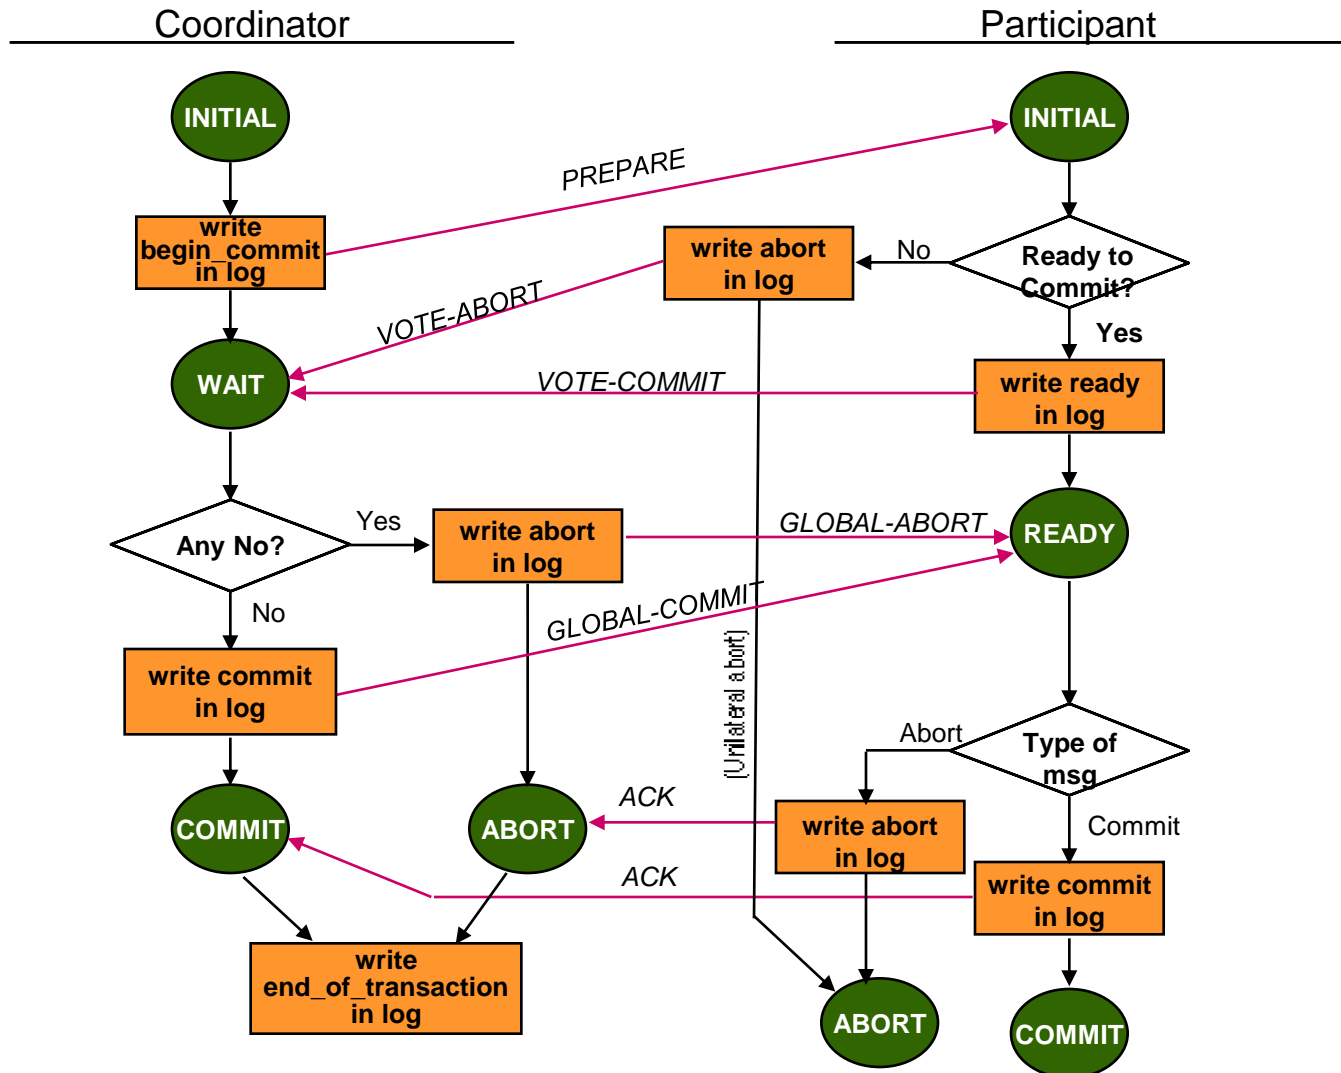 Coordinator
Participant
INITIAL
INITIAL
PREPARE
write
begin_commit
in log
write abort
in log
No
Ready to
Commit?
VOTE-ABORT
Yes
WAIT
VOTE-COMMIT
write ready
in log
Any No?
Yes
write abort
in log
GLOBAL-ABORT
READY
No
GLOBAL-COMMIT
write commit
in log
(Unilateral abort)
Abort
Type of
msg
COMMIT
ABORT
ACK
write abort
in log
Commit
ACK
write commit
in log
write
end_of_transaction
in log
ABORT
COMMIT